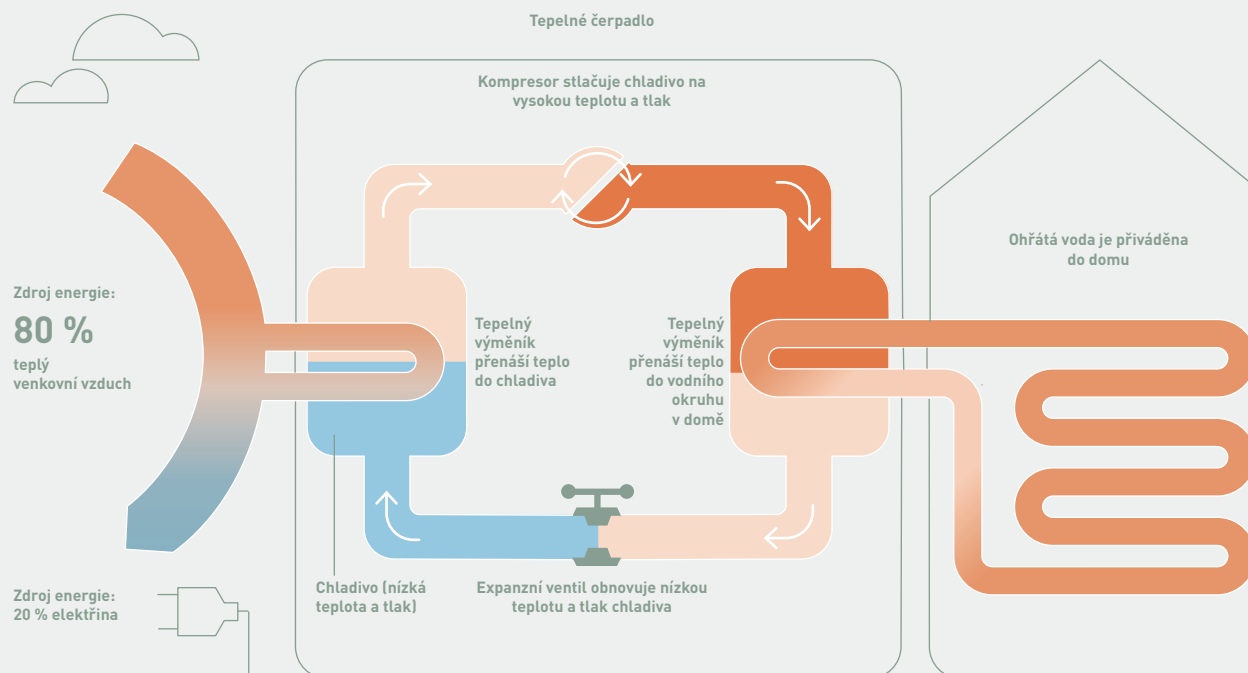 Tepelné čerpadlo
Kompresor stlačuje chladivo na
vysokou teplotu a tlak
Zdroj energie:
80 %
teplý
venkovní vzduch
Tepelný
výměník
přenáší teplo
do chladiva
Tepelný
výměník
přenáší teplo
do vodního
okruhu
v domě
Ohřátá voda je přiváděna
do domu
Zdroj energie:
20 % elektřina
Chladivo (nízká
teplota a tlak)
Expanzní ventil obnovuje nízkou
teplotu a tlak chladiva